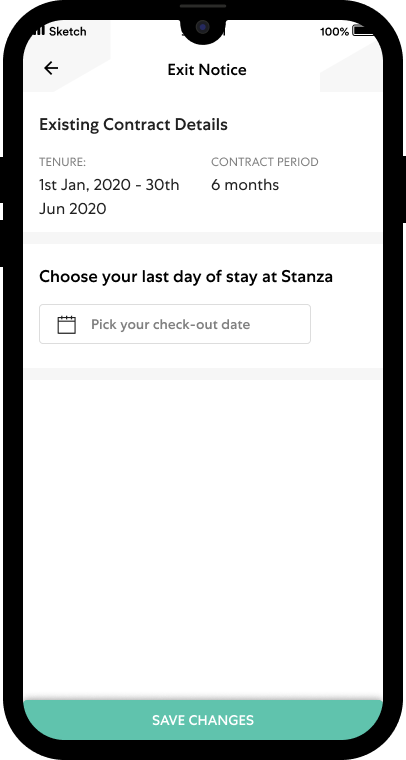 Sketch
100%
Exit Notice
Existing Contract Details
TENURE:
CONTRACT PERIOD
1st Jan, 2020 - 30th
6 months
Jun 2020
Choose your last day of stay at Stanza
Pick your check-out date
SAVE CHANGES